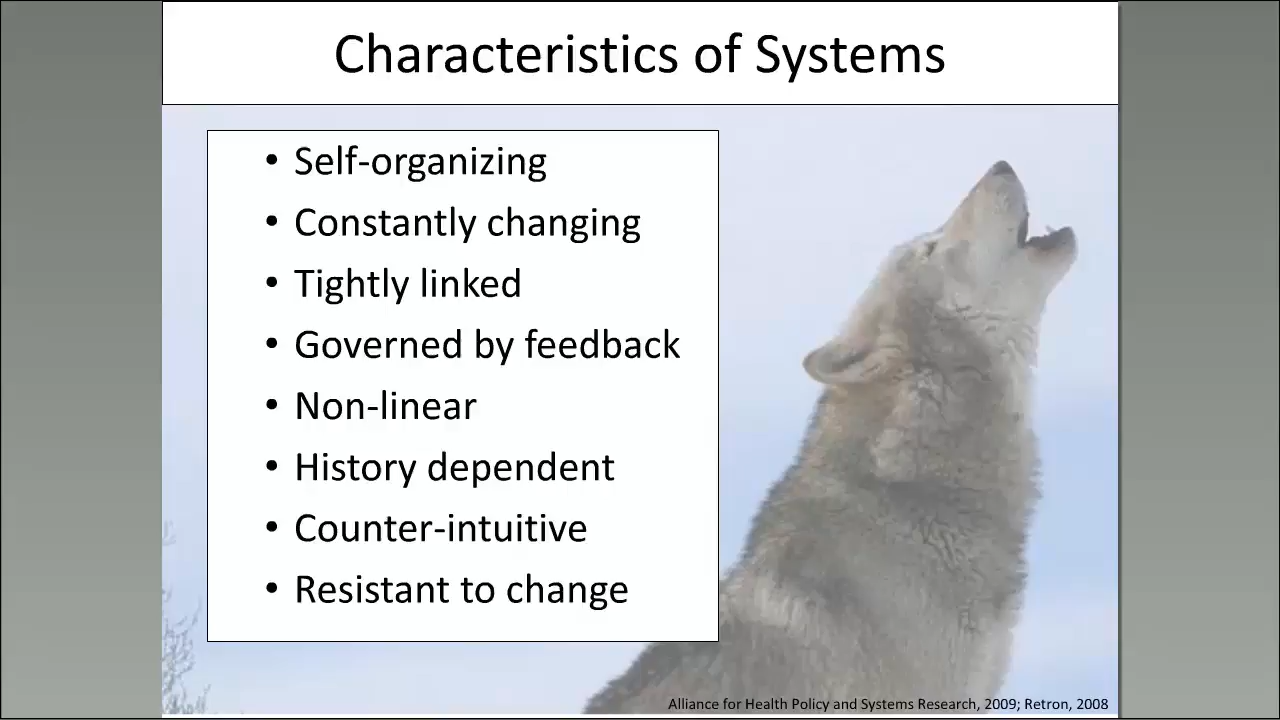 Characteristics of Systems
• Self-organizing
• Constantly changing
• Tightly linked
• Governed by feedback
• Non-linear
• History dependent
• Counter-intuitive
• Resistant to change
Alliance for Health Policy and Systems Research, 2009; Retron, 2008